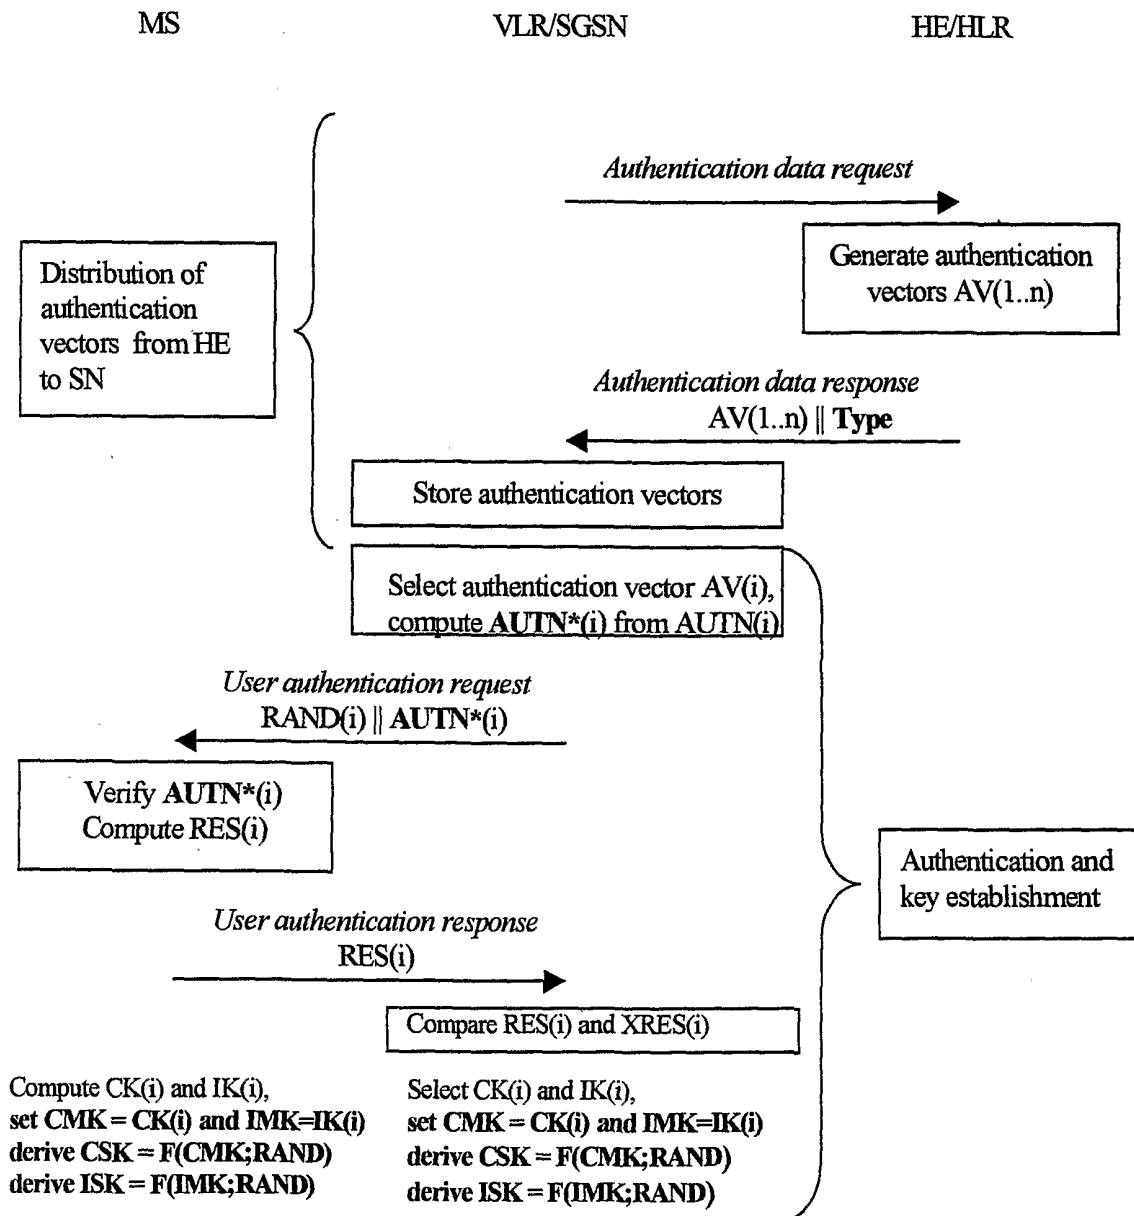 MS
VLR/SGSN
HE/HLR
Authentication data request
Generate authentication
vectors AV(1..n)
Distribution of
authentication
vectors from HE
to SN
Authentication data response
AV(1..n) || Type
Store authentication vectors
Select authentication vector AV(i),
compute AUTN*(i) from AUTN(i)
User authentication request
RAND(i) || AUTN*(i)
Verify AUTN*(i)
Compute RES(i)
Authentication and
key establishment
User authentication response
RES(i)
Compare RES(i) and XRES(i)
Compute CK(i) and IK(i),
set CMK = CK(i) and IMK=IK(i)
derive CSK = F(CMK;RAND)
derive ISK = F(IMK;RAND)
Select CK(i) and IK(i),
set CMK = CK(i) and IMK=IK(i)
derive CSK = F(CMK;RAND)
derive ISK = F(IMK;RAND)